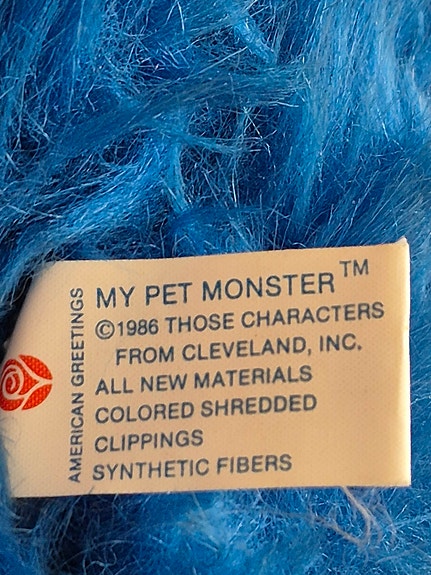 AMERICAN GREETINGS
MY PET MONSTER™
©1986 THOSE CHARACTERS
FROM CLEVELAND, INC.
ALL NEW MATERIALS
COLORED SHREDDED
CLIPPINGS
SYNTHETIC FIBERS